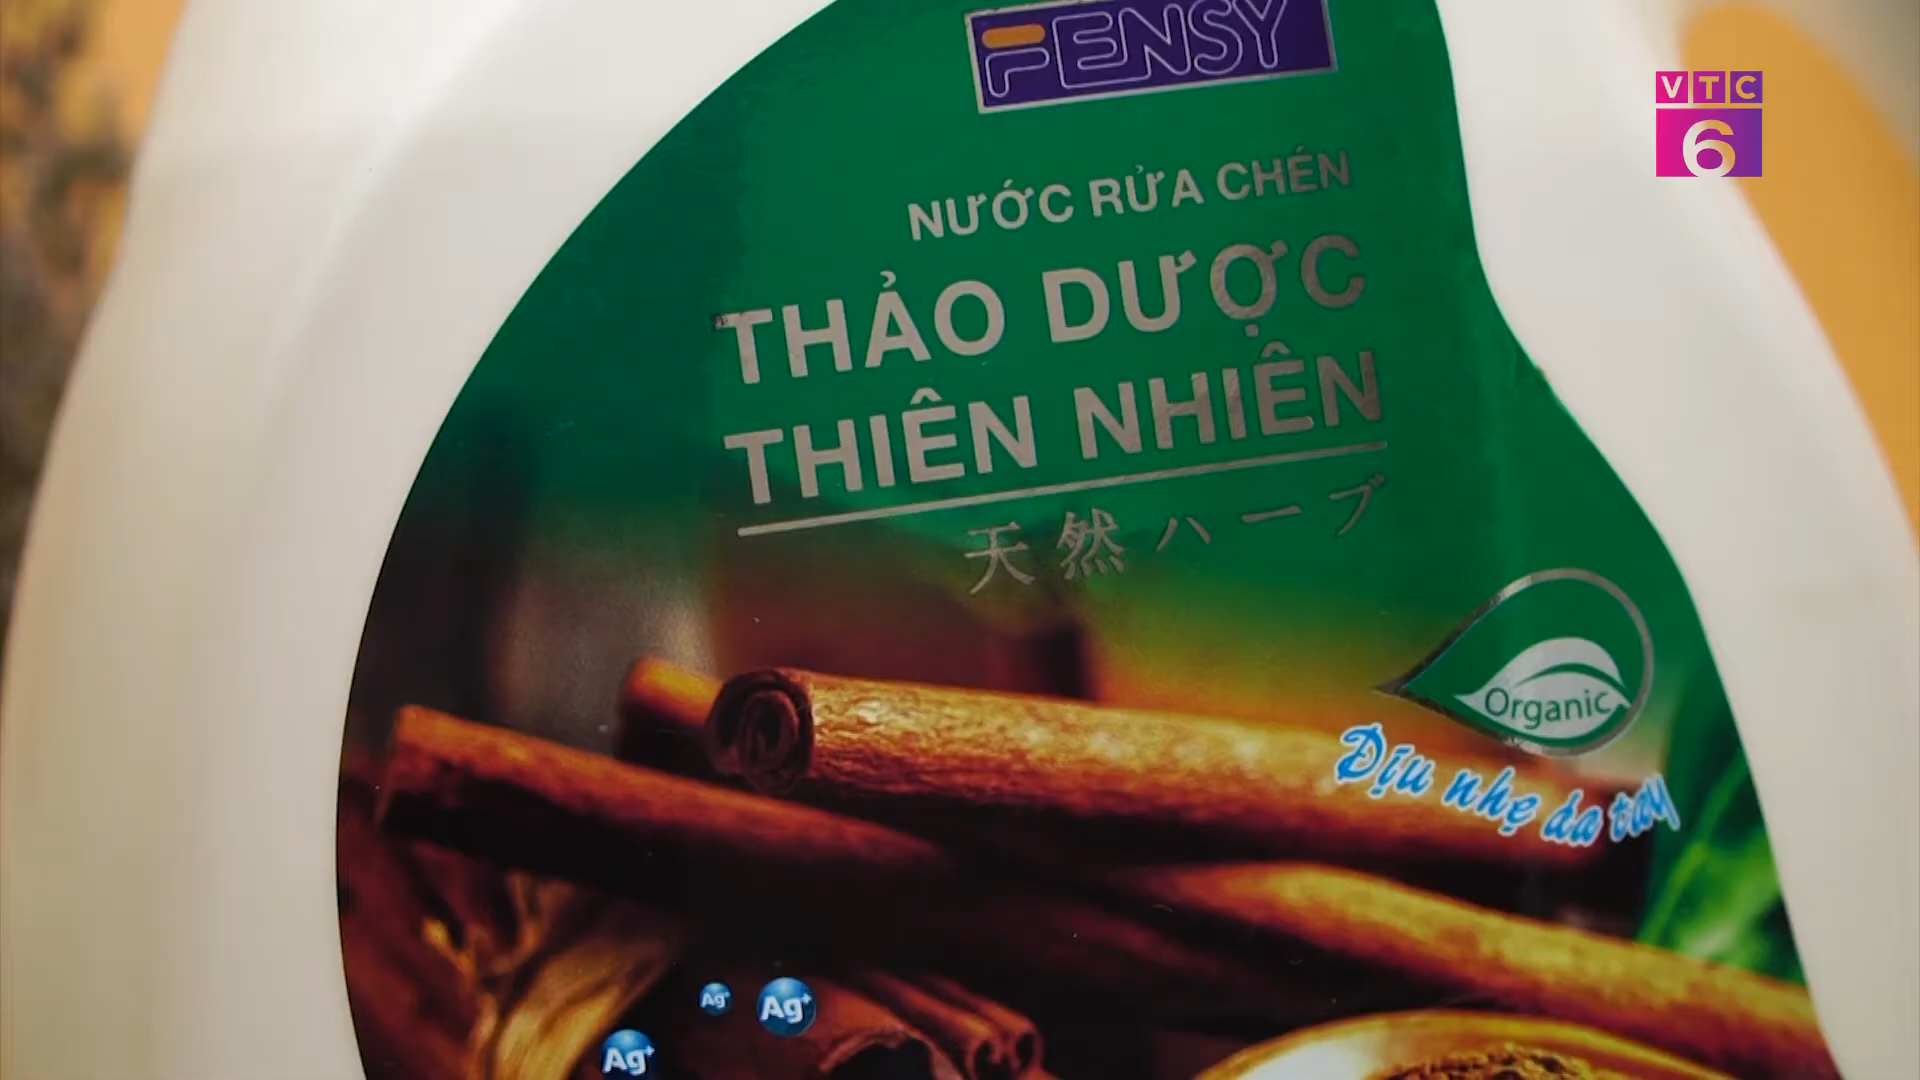 FENSY
VTC
6
NƯỚC RỬA CHÉN
THẢO DƯỢC
THIÊN NHIÊN
天然ハーブ
Organic
Dịu nhẹ da tay
Ag+
Ag+
Ag+